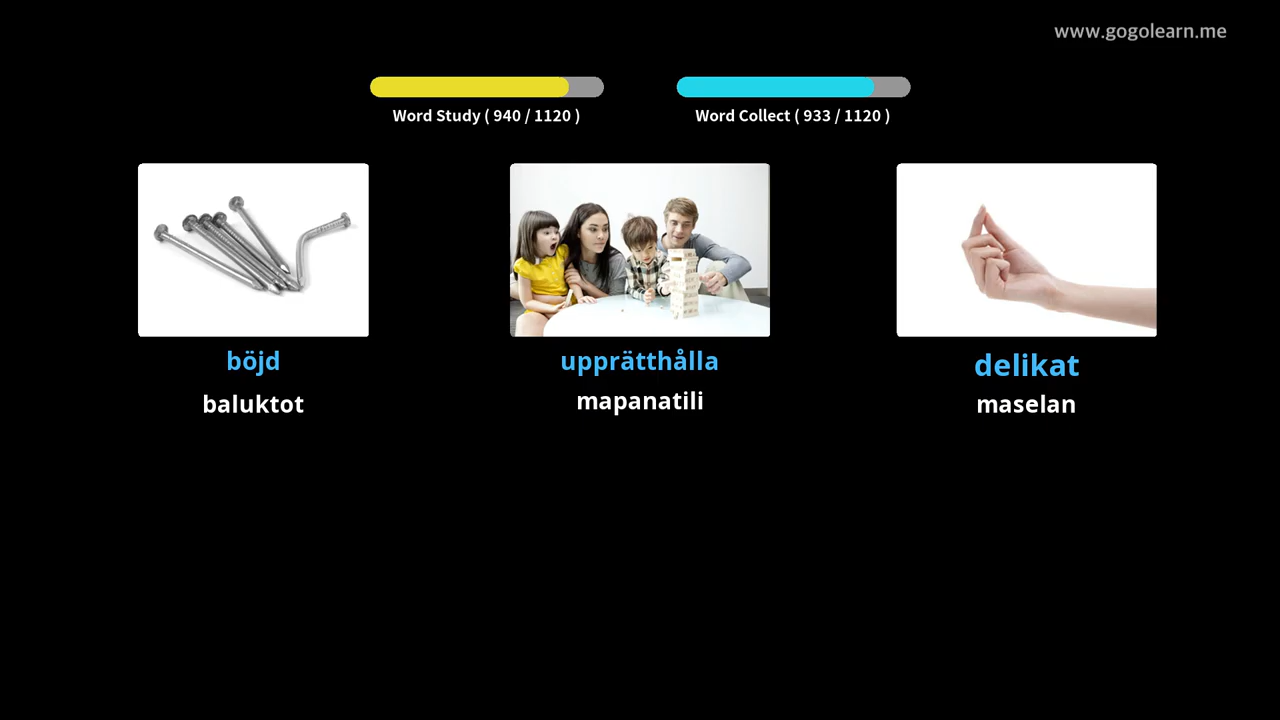 www.gogolearn.me
Word Study ( 940 / 1120 )
Word Collect ( 933 / 1120 )
böjd
baluktot
upprätthålla
mapanatili
delikat
maselan